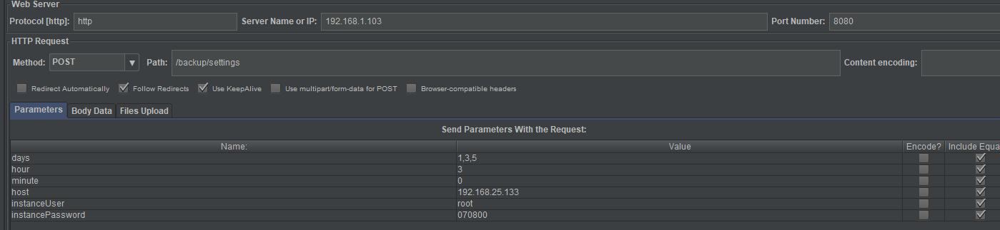 Web Server
Protocol [http]: http Server Name or IP: 192.168.1.103 Port Number: 8080
HTTP Request
Method: POST Path: /backup/settings Content encoding:
Redirect Automatically Follow Redirects Use KeepAlive Use multipart/form-data for POST Browser-compatible headers
Parameters Body Data Files Upload
Send Parameters With the Request:
Name: Value Encode? Include Equa
days 1,3,5
hour 3
minute 0
host 192.168.25.133
instanceUser root
instancePassword 070800